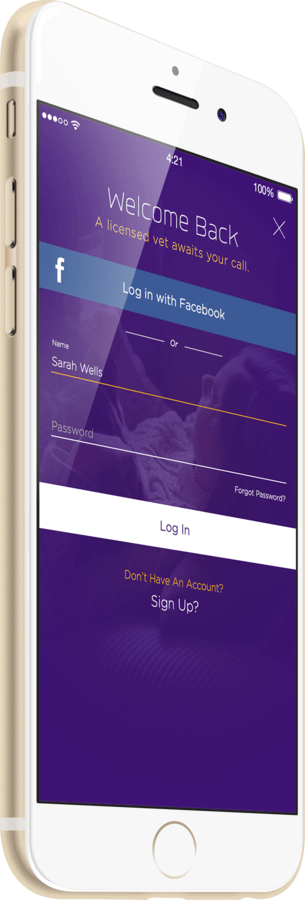 4:21
100%
Welcome Back
A licensed vet awaits your call.
f
Log in with Facebook
Or
Name
Sarah Wells
Password
Forgot Password?
Log In
Don't Have An Account?
Sign Up?